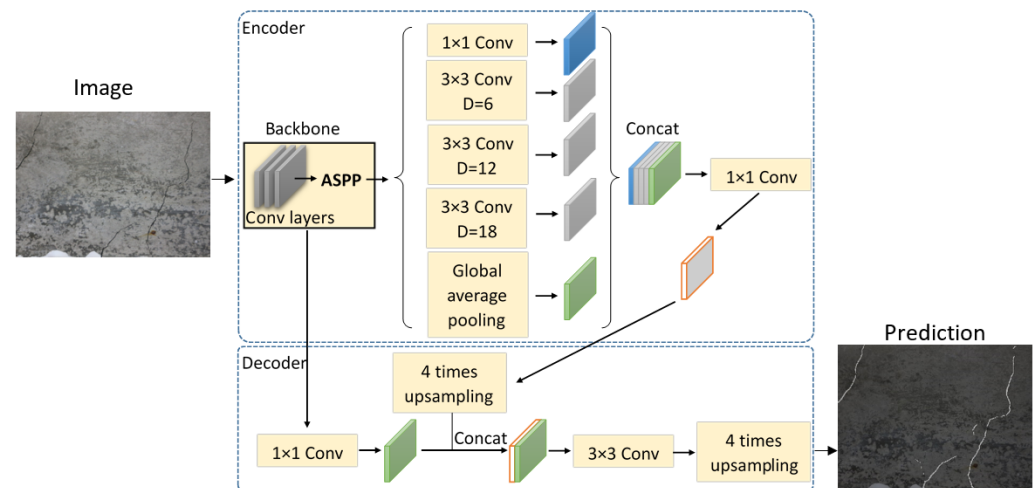 Encoder
Image
Backbone
ASPP
Conv layers
1×1 Conv
3×3 Conv
D=6
3×3 Conv
D=12
3×3 Conv
D=18
Global
average
pooling
Concat
1×1 Conv
Decoder
4 times
upsampling
1×1 Conv
Concat
3×3 Conv
4 times
upsampling
Prediction